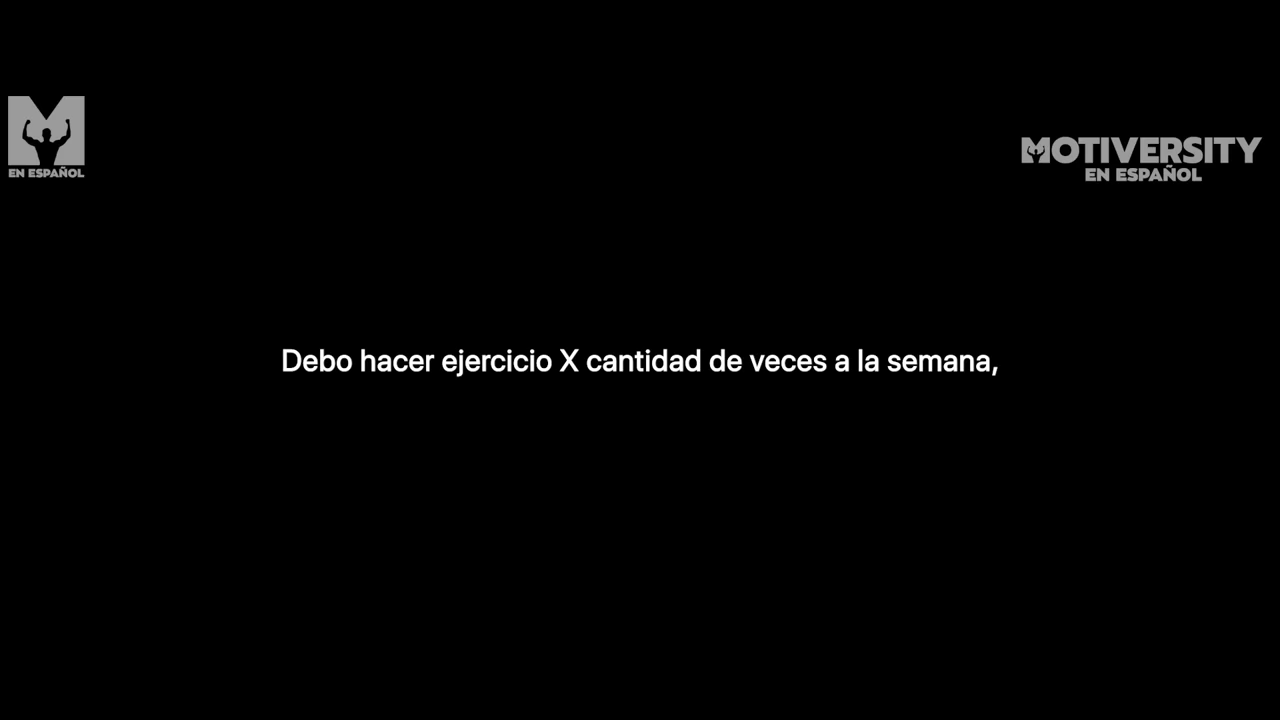 EN ESPAÑOL
MOTIVERSITY
EN ESPAÑOL
Debo hacer ejercicio X cantidad de veces a la semana,